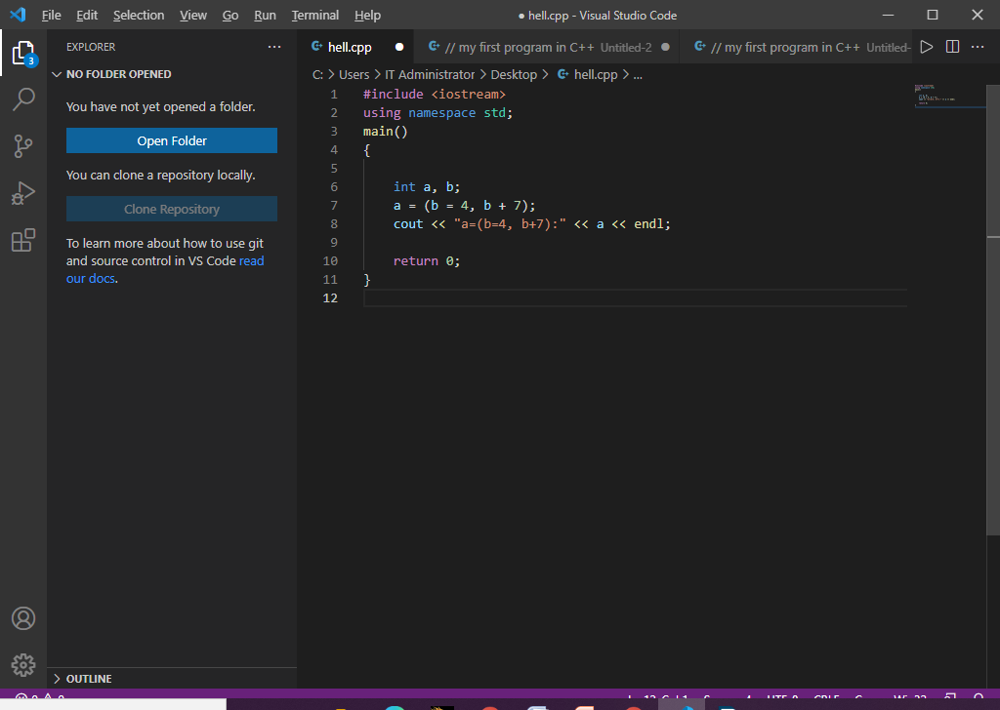 File Edit Selection View Go Run Terminal Help ● hell.cpp - Visual Studio Code
EXPLORER ···
hell.cpp ● // my first program in C++ Untitled-2 ● // my first program in C++ Untitled-
3
NO FOLDER OPENED
C: > Users > IT Administrator > Desktop > hell.cpp > ...
You have not yet opened a folder.
Open Folder
You can clone a repository locally.
Clone Repository
To learn more about how to use git
and source control in VS Code read
our docs.
1 #include <iostream>
2 using namespace std;
3 main()
4 {
5
6 int a, b;
7 a = (b = 4, b + 7);
8 cout << "a=(b=4, b+7):" << a << endl;
9
10 return 0;
11 }
12
OUTLINE